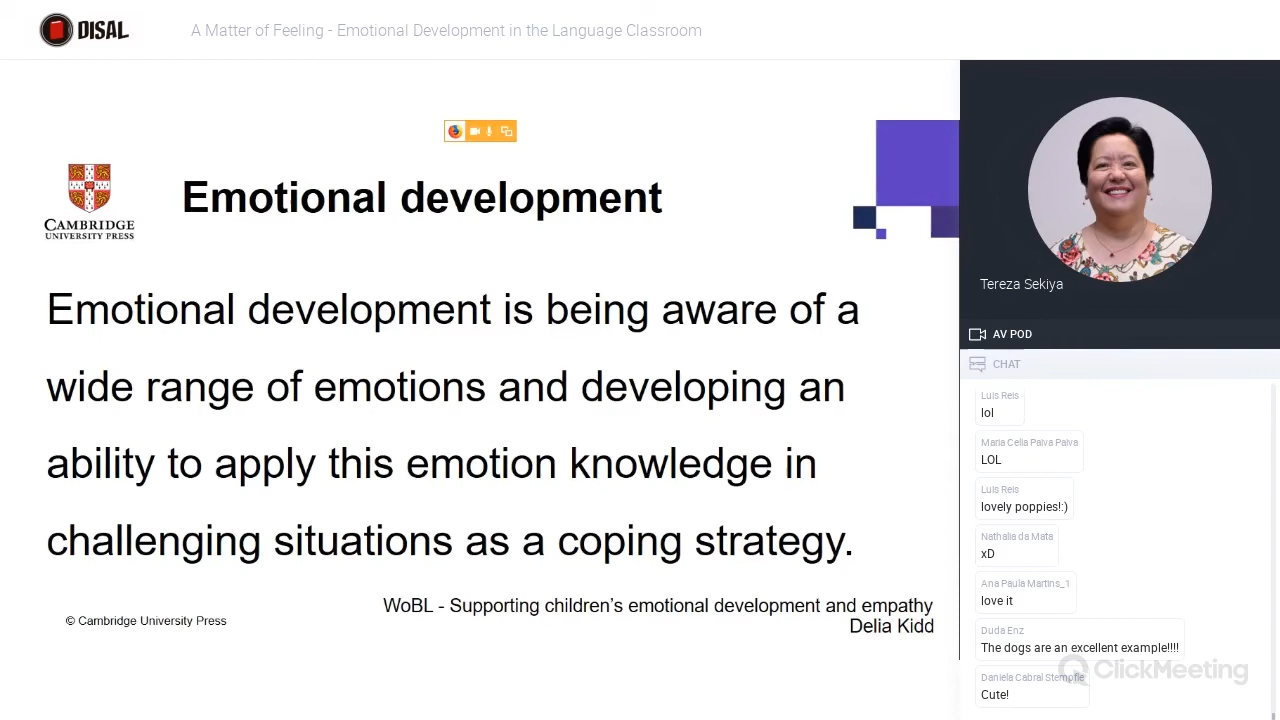 DISAL
A Matter of Feeling - Emotional Development in the Language Classroom
CAMBRIDGE
UNIVERSITY PRESS
Emotional development
Emotional development is being aware of a
wide range of emotions and developing an
ability to apply this emotion knowledge in
challenging situations as a coping strategy.
WoBL - Supporting children's emotional development and empathy
Delia Kidd
© Cambridge University Press
Tereza Sekiya
AV POD
CHAT
Luis Reis
lol
Maria Celia Paiva Paiva
LOL
Luis Reis
lovely poppies!:)
Nathalia da Mata
xD
Ana Paula Martins_1
love it
Duda Enz
The dogs are an excellent example!!!!
Daniela Cabral Stempfle
Cute!
ClickMeeting